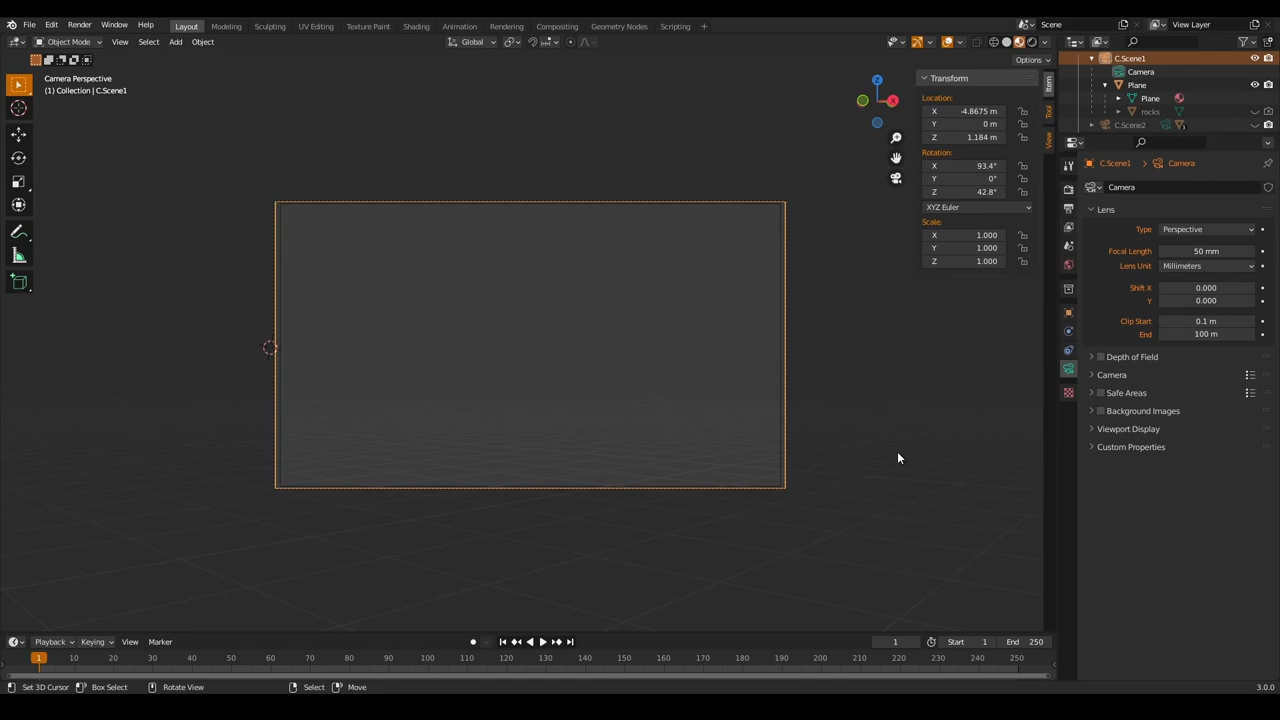 File Edit Render Window Help Layout Modeling Sculpting UV Editing Texture Paint Shading Animation Rendering Compositing Geometry Nodes Scripting + Scene View Layer
Object Mode View Select Add Object Global
Options
Camera Perspective
(1) Collection | C.Scene1
Z
X
Transform
Location:
X -4.8675 m
Y 0 m
Z 1.184 m
Rotation:
X 93.4°
Y 0°
Z 42.8°
XYZ Euler
Scale:
X 1.000
Y 1.000
Z 1.000
Item
Tool
View
C.Scene1
Camera
Plane
Plane
rocks
C.Scene2
C.Scene1 Camera
Camera
Lens
Type Perspective
Focal Length 50 mm
Lens Unit Millimeters
Shift X 0.000
Y 0.000
Clip Start 0.1 m
End 100 m
Depth of Field
Camera
Safe Areas
Background Images
Viewport Display
Custom Properties
Playback Keying View Marker 1 Start 1 End 250
1 10 20 30 40 50 60 70 80 90 100 110 120 130 140 150 160 170 180 190 200 210 220 230 240 250
Set 3D Cursor Box Select Rotate View Select Move 3.0.0